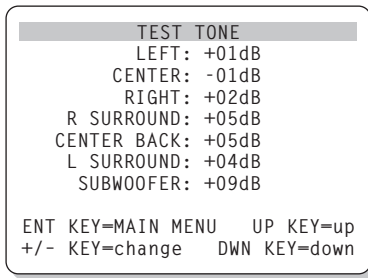 TEST TONE
LEFT: +01dB
CENTER: -01dB
RIGHT: +02dB
R SURROUND: +05dB
CENTER BACK: +05dB
L SURROUND: +04dB
SUBWOOFER: +09dB
ENT KEY=MAIN MENU UP KEY=up
+/- KEY=change DWN KEY=down